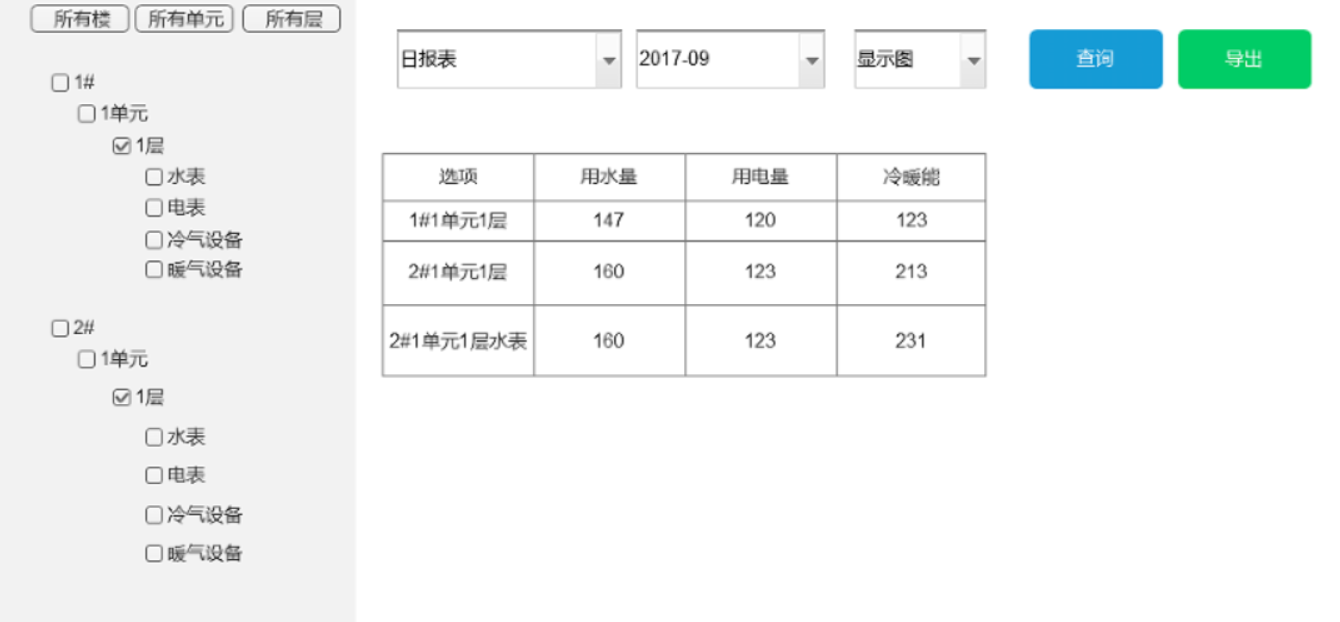 所有楼 所有单元 所有层
1#
1单元
1层
水表
电表
冷气设备
暖气设备
2#
1单元
1层
水表
电表
冷气设备
暖气设备
日报表 2017-09 显示图 查询 导出
选项 用水量 用电量 冷暖能
1#1单元1层 147 120 123
2#1单元1层 160 123 213
2#1单元1层水表 160 123 231